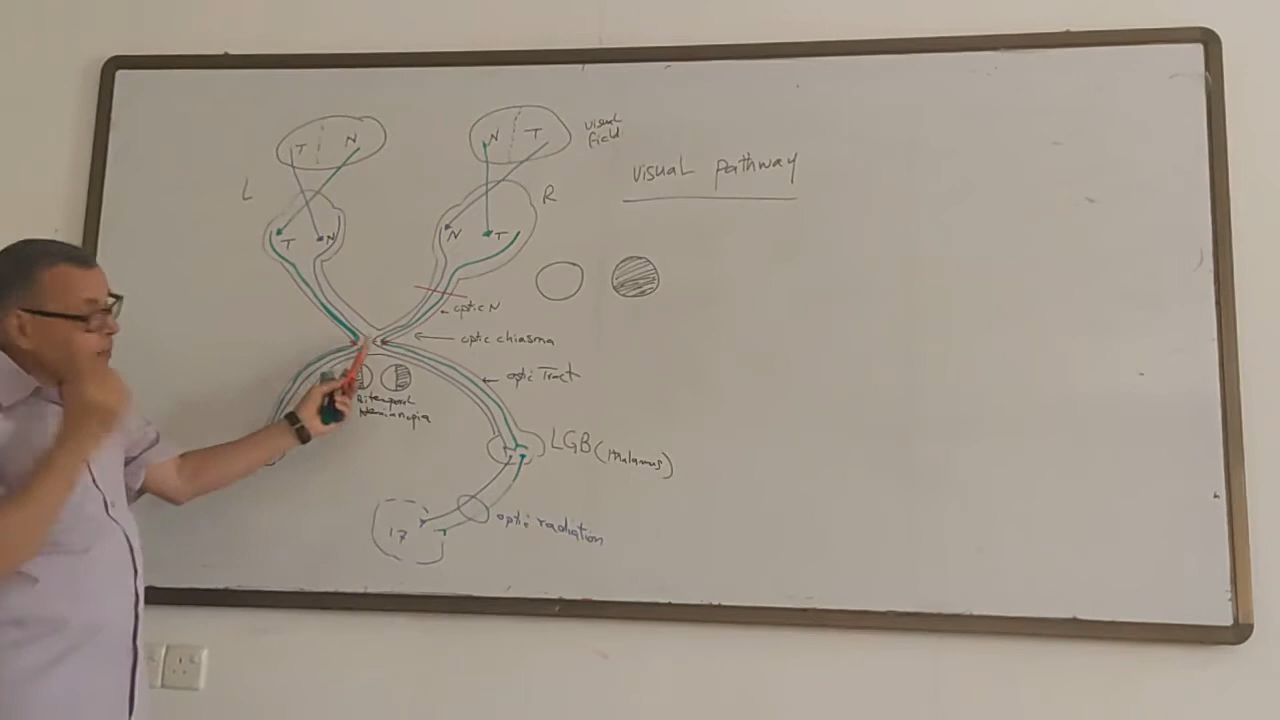 T N
N T
visual
field
visual pathway
L
R
T N
N T
optic N
optic chiasma
optic Tract
Bitemporal
Hemianopia
LGB (thalamus)
17
optic radiation